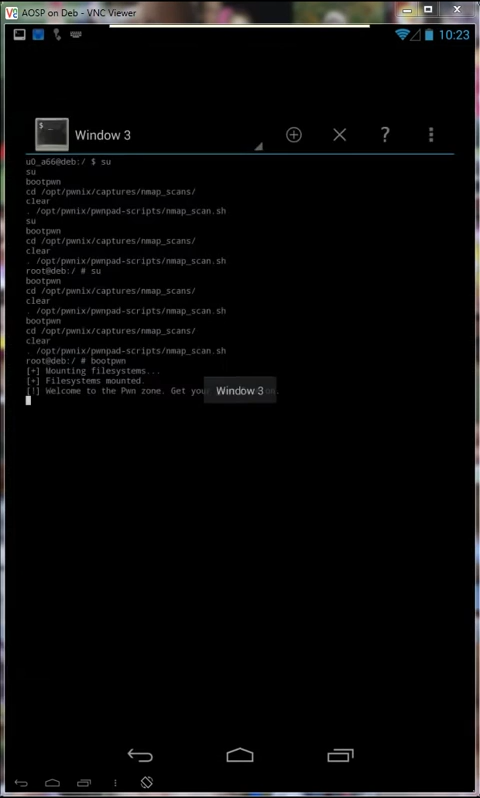 AOSP on Deb - VNC Viewer
10:23
Window 3
u0_a66@deb:/ $ su
su
bootpwn
cd /opt/pwnix/captures/nmap_scans/
clear
. /opt/pwnix/pwnpad-scripts/nmap_scan.sh
su
bootpwn
cd /opt/pwnix/captures/nmap_scans/
clear
. /opt/pwnix/pwnpad-scripts/nmap_scan.sh
root@deb:/ # su
bootpwn
cd /opt/pwnix/captures/nmap_scans/
clear
. /opt/pwnix/pwnpad-scripts/nmap_scan.sh
bootpwn
cd /opt/pwnix/captures/nmap_scans/
clear
. /opt/pwnix/pwnpad-scripts/nmap_scan.sh
root@deb:/ # bootpwn
[+] Mounting filesystems...
[+] Filesystems mounted.
[!] Welcome to the Pwn zone. Get you
Window 3